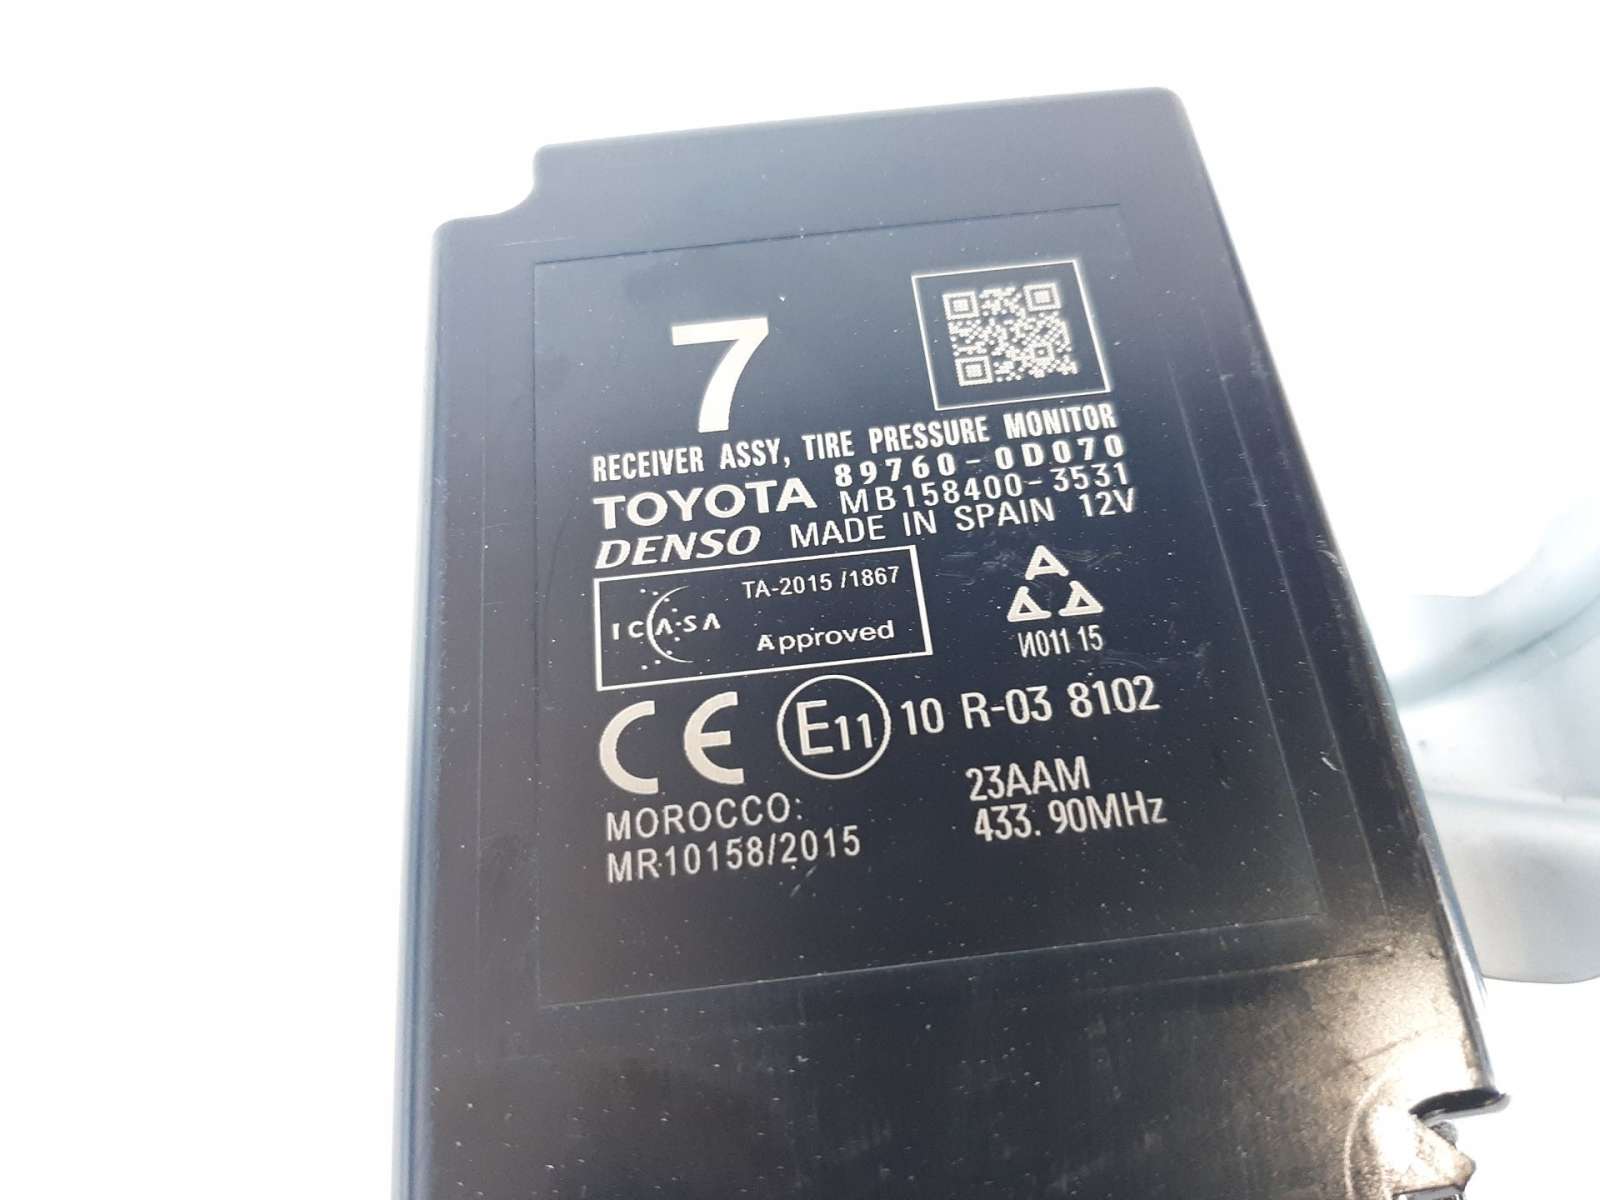 7
RECEIVER ASSY, TIRE PRESSURE MONITOR
TOYOTA 89760-0D070
MB158400-3531
DENSO MADE IN SPAIN 12V
ICASA TA-2015 /1867
Approved
И011 15
CE E11 10 R-03 8102
MOROCCO:
MR10158/2015
23AAM
433.90MHz